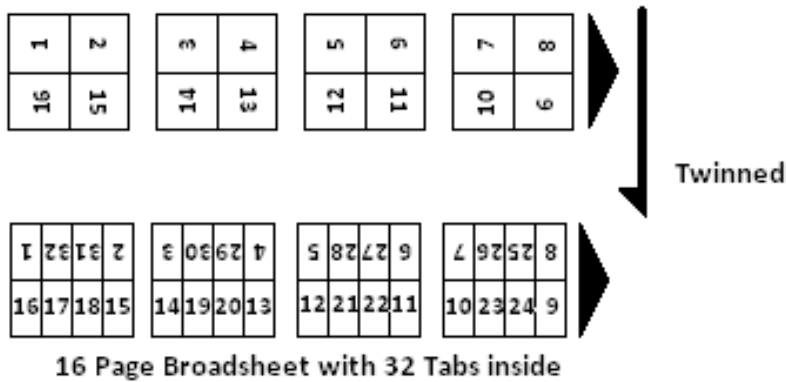 1 2 3 4 5 6 7 8
16 15 14 13 12 11 10 9
Twinned
1 32 31 2 3 30 29 4 5 28 27 6 7 26 25 8
16 17 18 15 14 19 20 13 12 21 22 11 10 23 24 9
16 Page Broadsheet with 32 Tabs inside